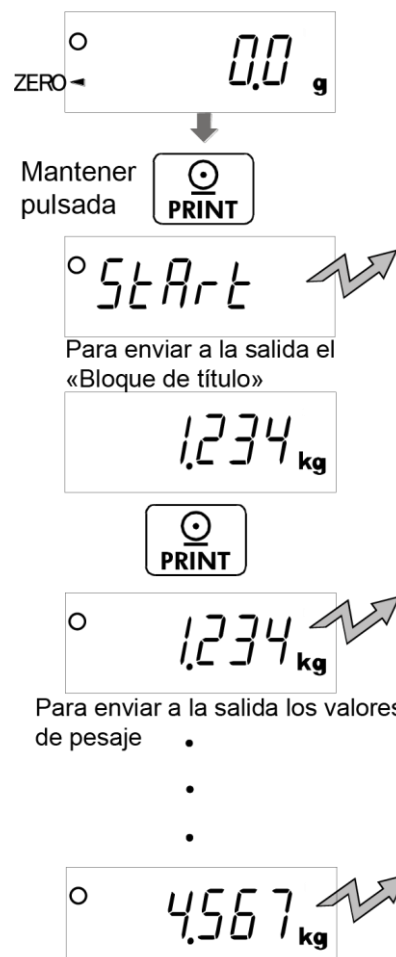 0.0 g
ZERO
Mantener
pulsada
PRINT
StArt
Para enviar a la salida el
«Bloque de título»
1.234 kg
PRINT
1.234 kg
Para enviar a la salida los valores
de pesaje
4.567 kg